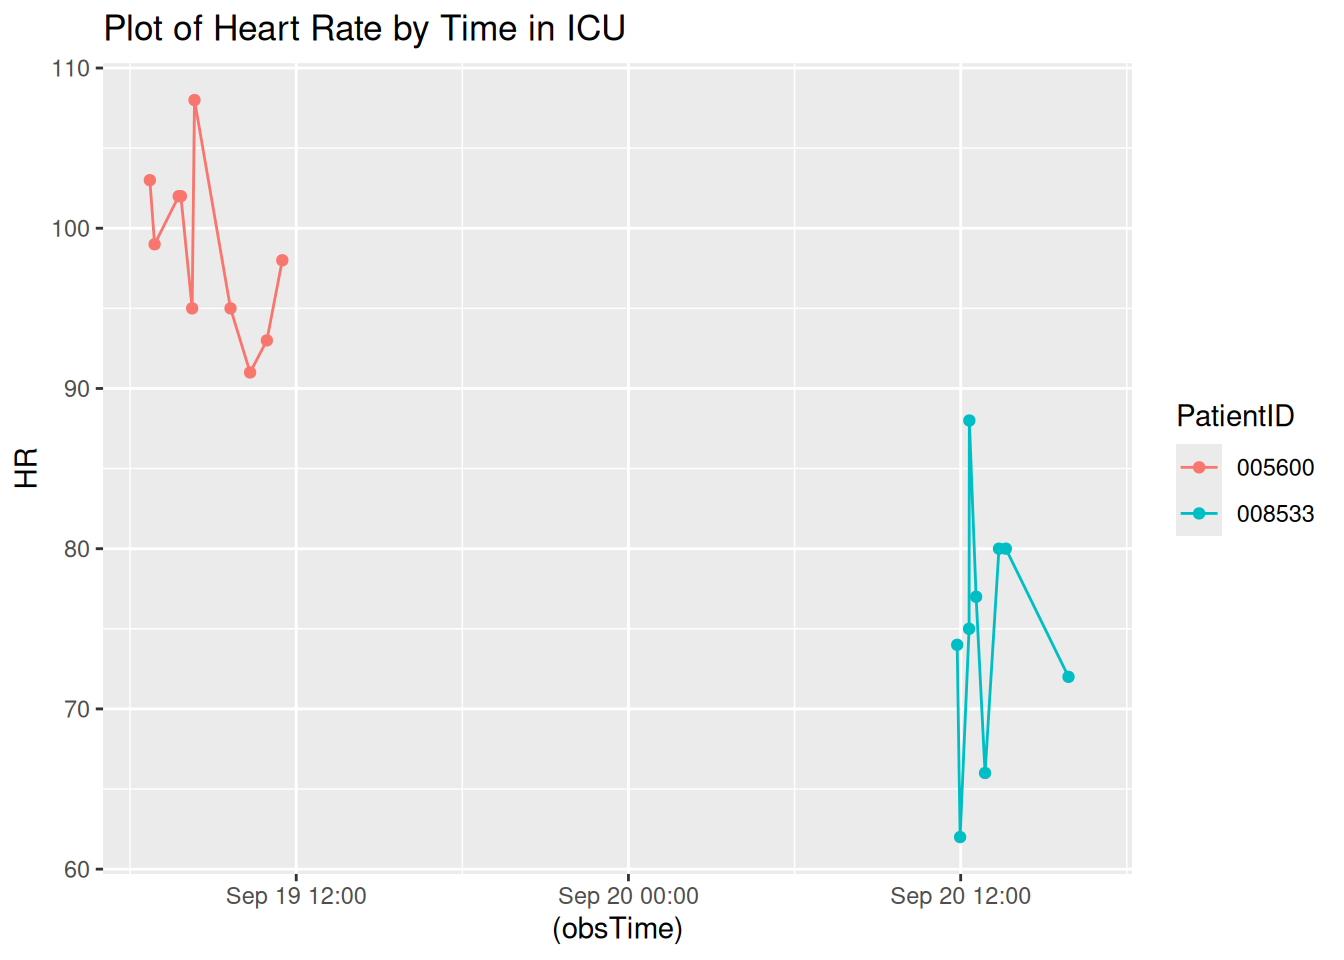 Plot of Heart Rate by Time in ICU
110
100
90
80
70
60
HR
Sep 19 12:00
Sep 20 00:00
Sep 20 12:00
(obsTime)
PatientID
005600
008533